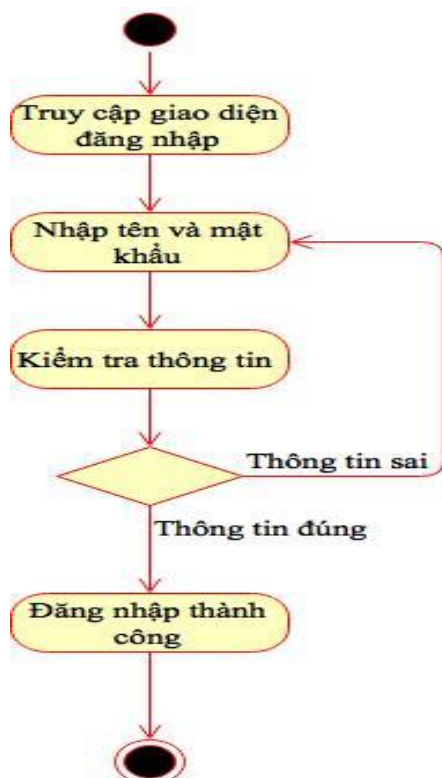 Truy cập giao diện
đăng nhập
Nhập tên và mật
khẩu
Kiểm tra thông tin
Thông tin sai
Thông tin đúng
Đăng nhập thành
công